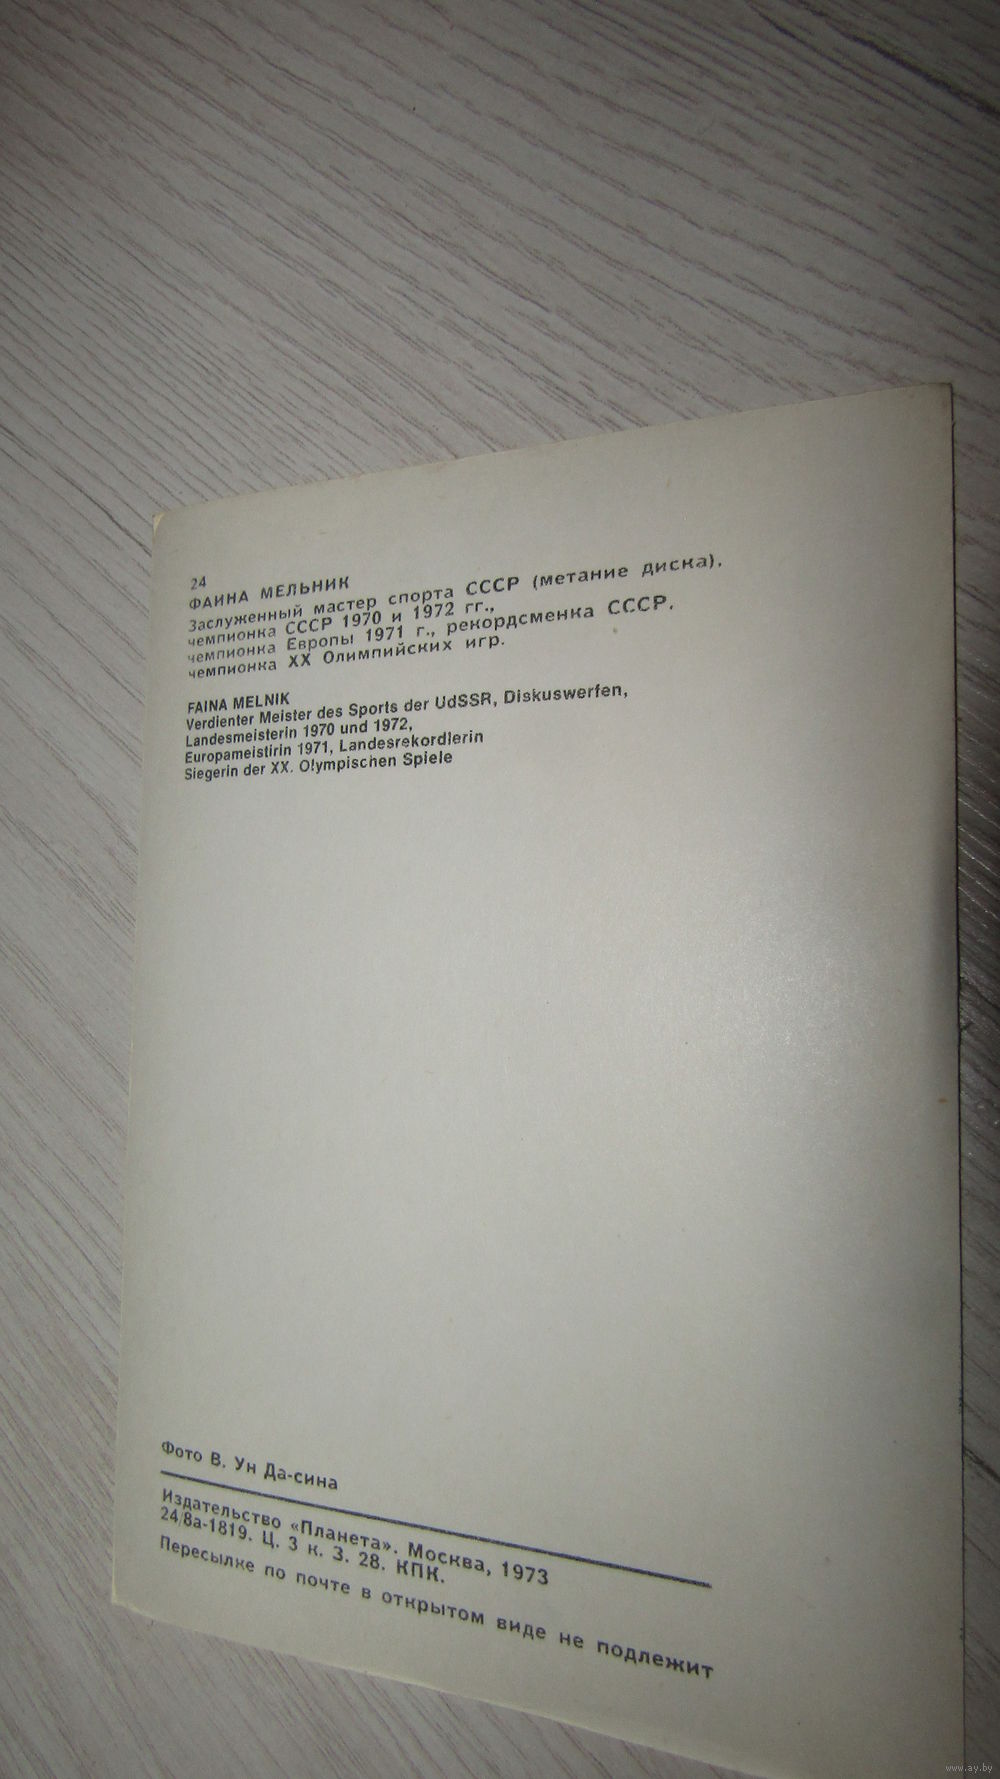 24
ФАИНА МЕЛЬНИК
Заслуженный мастер спорта СССР (метание диска),
чемпионка СССР 1970 и 1972 гг.,
чемпионка Европы 1971 г., рекордсменка СССР.
чемпионка XX Олимпийских игр.
FAINA MELNIK
Verdienter Meister des Sports der UdSSR, Diskuswerfen,
Landesmeisterin 1970 und 1972,
Europameistirin 1971, Landesrekordlerin
Siegerin der XX. Olympischen Spiele
Фото В. Ун Да-сина
Издательство «Планета». Москва, 1973
24/8а-1819. Ц. 3 к. З. 28. КПК.
Пересылке по почте в открытом виде не подлежит
www.ay.by